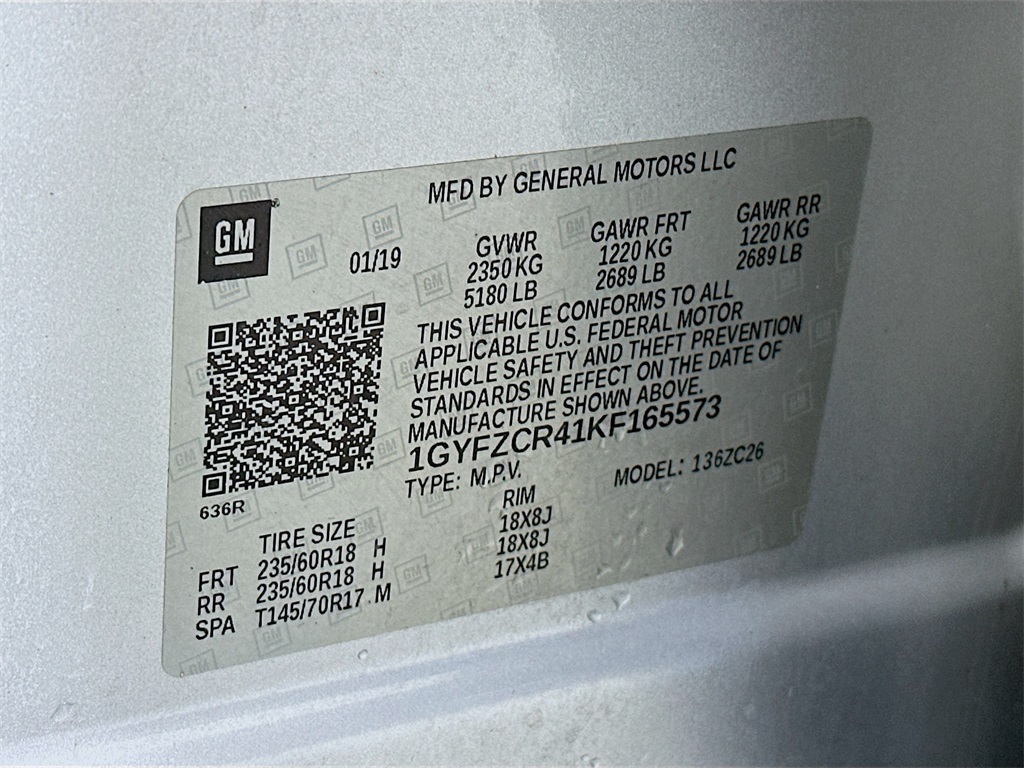 MFD BY GENERAL MOTORS LLC
GM
01/19
GVWR GAWR FRT GAWR RR
2350 KG 1220 KG 1220 KG
5180 LB 2689 LB 2689 LB
THIS VEHICLE CONFORMS TO ALL
APPLICABLE U.S. FEDERAL MOTOR
VEHICLE SAFETY AND THEFT PREVENTION
STANDARDS IN EFFECT ON THE DATE OF
MANUFACTURE SHOWN ABOVE.
1GYFZCR41KF165573
TYPE: M.P.V. MODEL: 136ZC26
636R
TIRE SIZE RIM
FRT 235/60R18 H 18X8J
RR 235/60R18 H 18X8J
SPA T145/70R17 M 17X4B